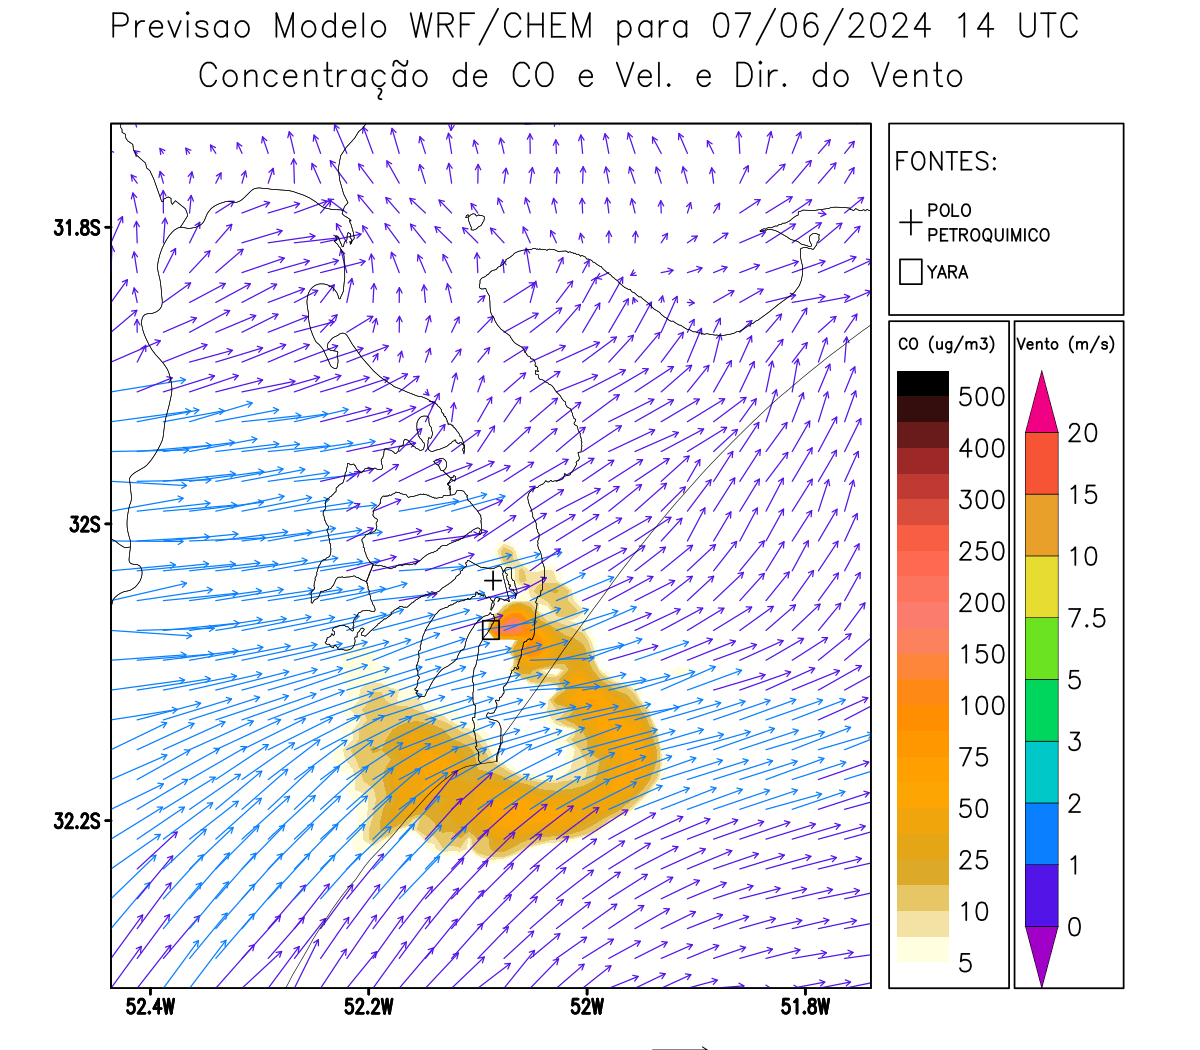 Previsao Modelo WRF/CHEM para 07/06/2024 14 UTC
Concentração de CO e Vel. e Dir. do Vento
FONTES:
POLO
PETROQUIMICO
YARA
CO (ug/m3)
500
400
300
250
200
150
100
75
50
25
10
5
Vento (m/s)
20
15
10
7.5
5
3
2
1
0
31.8S
32S
32.2S
52.4W 52.2W 52W 51.8W